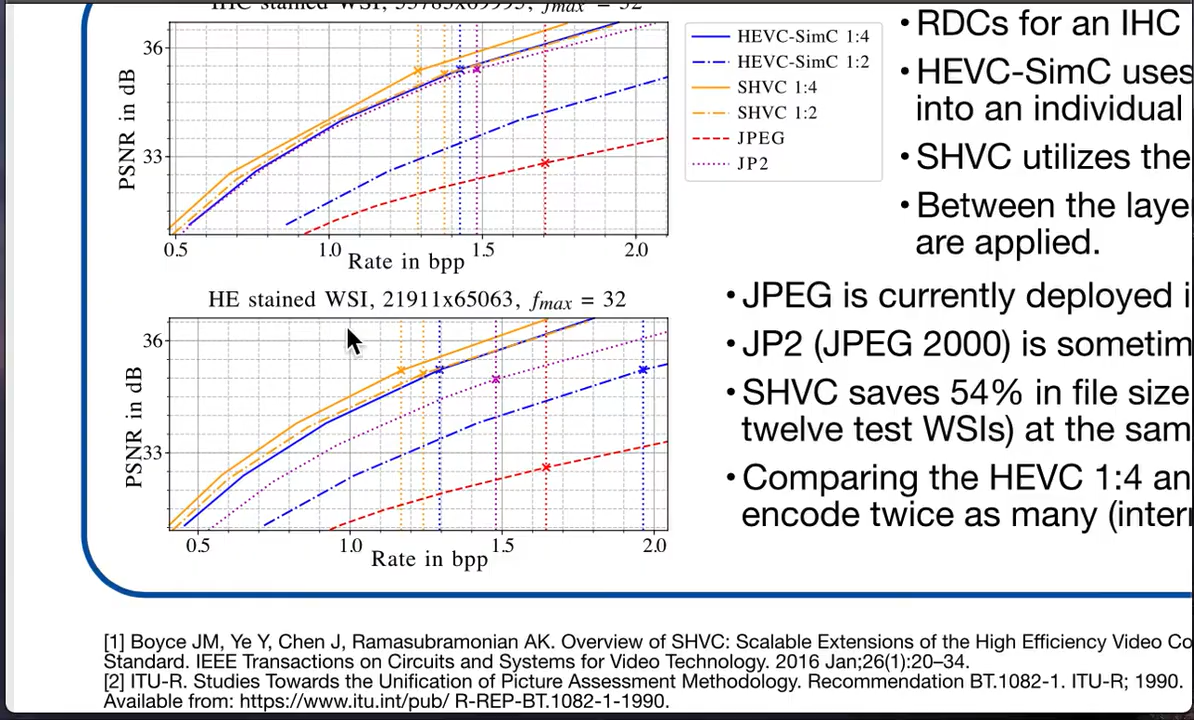 IHC stained WSI, 53783x69995, fmax = 32
PSNR in dB
36
33
0.5 1.0 1.5 2.0
Rate in bpp
HEVC-SimC 1:4
HEVC-SimC 1:2
SHVC 1:4
SHVC 1:2
JPEG
JP2
HE stained WSI, 21911x65063, fmax = 32
PSNR in dB
36
33
0.5 1.0 1.5 2.0
Rate in bpp
• RDCs for an IHC
• HEVC-SimC uses
into an individual
• SHVC utilizes the
• Between the laye
are applied.
• JPEG is currently deployed i
• JP2 (JPEG 2000) is sometim
• SHVC saves 54% in file size
twelve test WSIs) at the sam
• Comparing the HEVC 1:4 an
encode twice as many (inter
[1] Boyce JM, Ye Y, Chen J, Ramasubramonian AK. Overview of SHVC: Scalable Extensions of the High Efficiency Video Co
Standard. IEEE Transactions on Circuits and Systems for Video Technology. 2016 Jan;26(1):20–34.
[2] ITU-R. Studies Towards the Unification of Picture Assessment Methodology. Recommendation BT.1082-1. ITU-R; 1990.
Available from: https://www.itu.int/pub/ R-REP-BT.1082-1-1990.